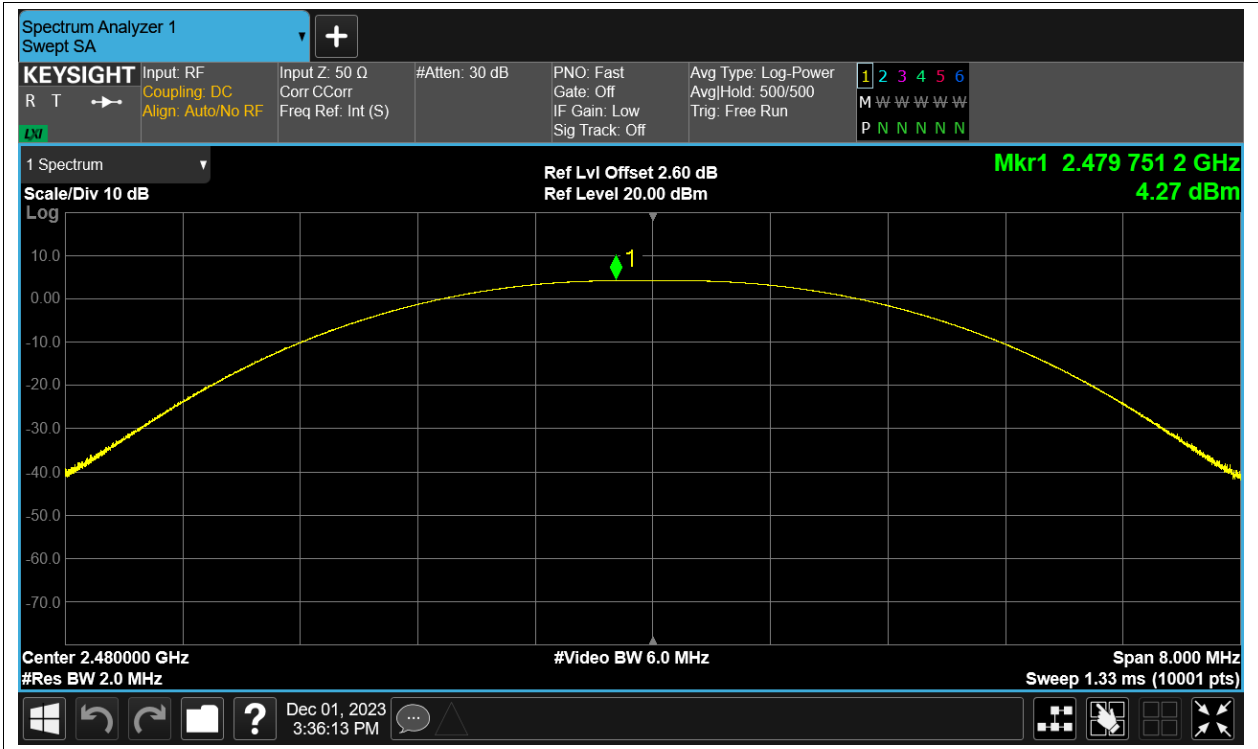 Spectrum Analyzer 1
Swept SA
KEYSIGHT
R T
LXI
Input: RF
Coupling: DC
Align: Auto/No RF
Input Z: 50 Ω
Corr CCorr
Freq Ref: Int (S)
#Atten: 30 dB
PNO: Fast
Gate: Off
IF Gain: Low
Sig Track: Off
Avg Type: Log-Power
Avg|Hold: 500/500
Trig: Free Run
1 2 3 4 5 6
M W W W W W W
P N N N N N N
1 Spectrum
Scale/Div 10 dB
Log
Ref Lvl Offset 2.60 dB
Ref Level 20.00 dBm
Mkr1 2.479 751 2 GHz
4.27 dBm
1
10.0
0.00
-10.0
-20.0
-30.0
-40.0
-50.0
-60.0
-70.0
Center 2.480000 GHz
#Video BW 6.0 MHz
Span 8.000 MHz
#Res BW 2.0 MHz
Sweep 1.33 ms (10001 pts)
?
Dec 01, 2023
3:36:13 PM